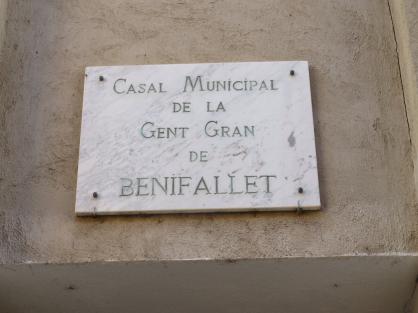 Casal Municipal
de la
Gent Gran
de
BENIFALLET